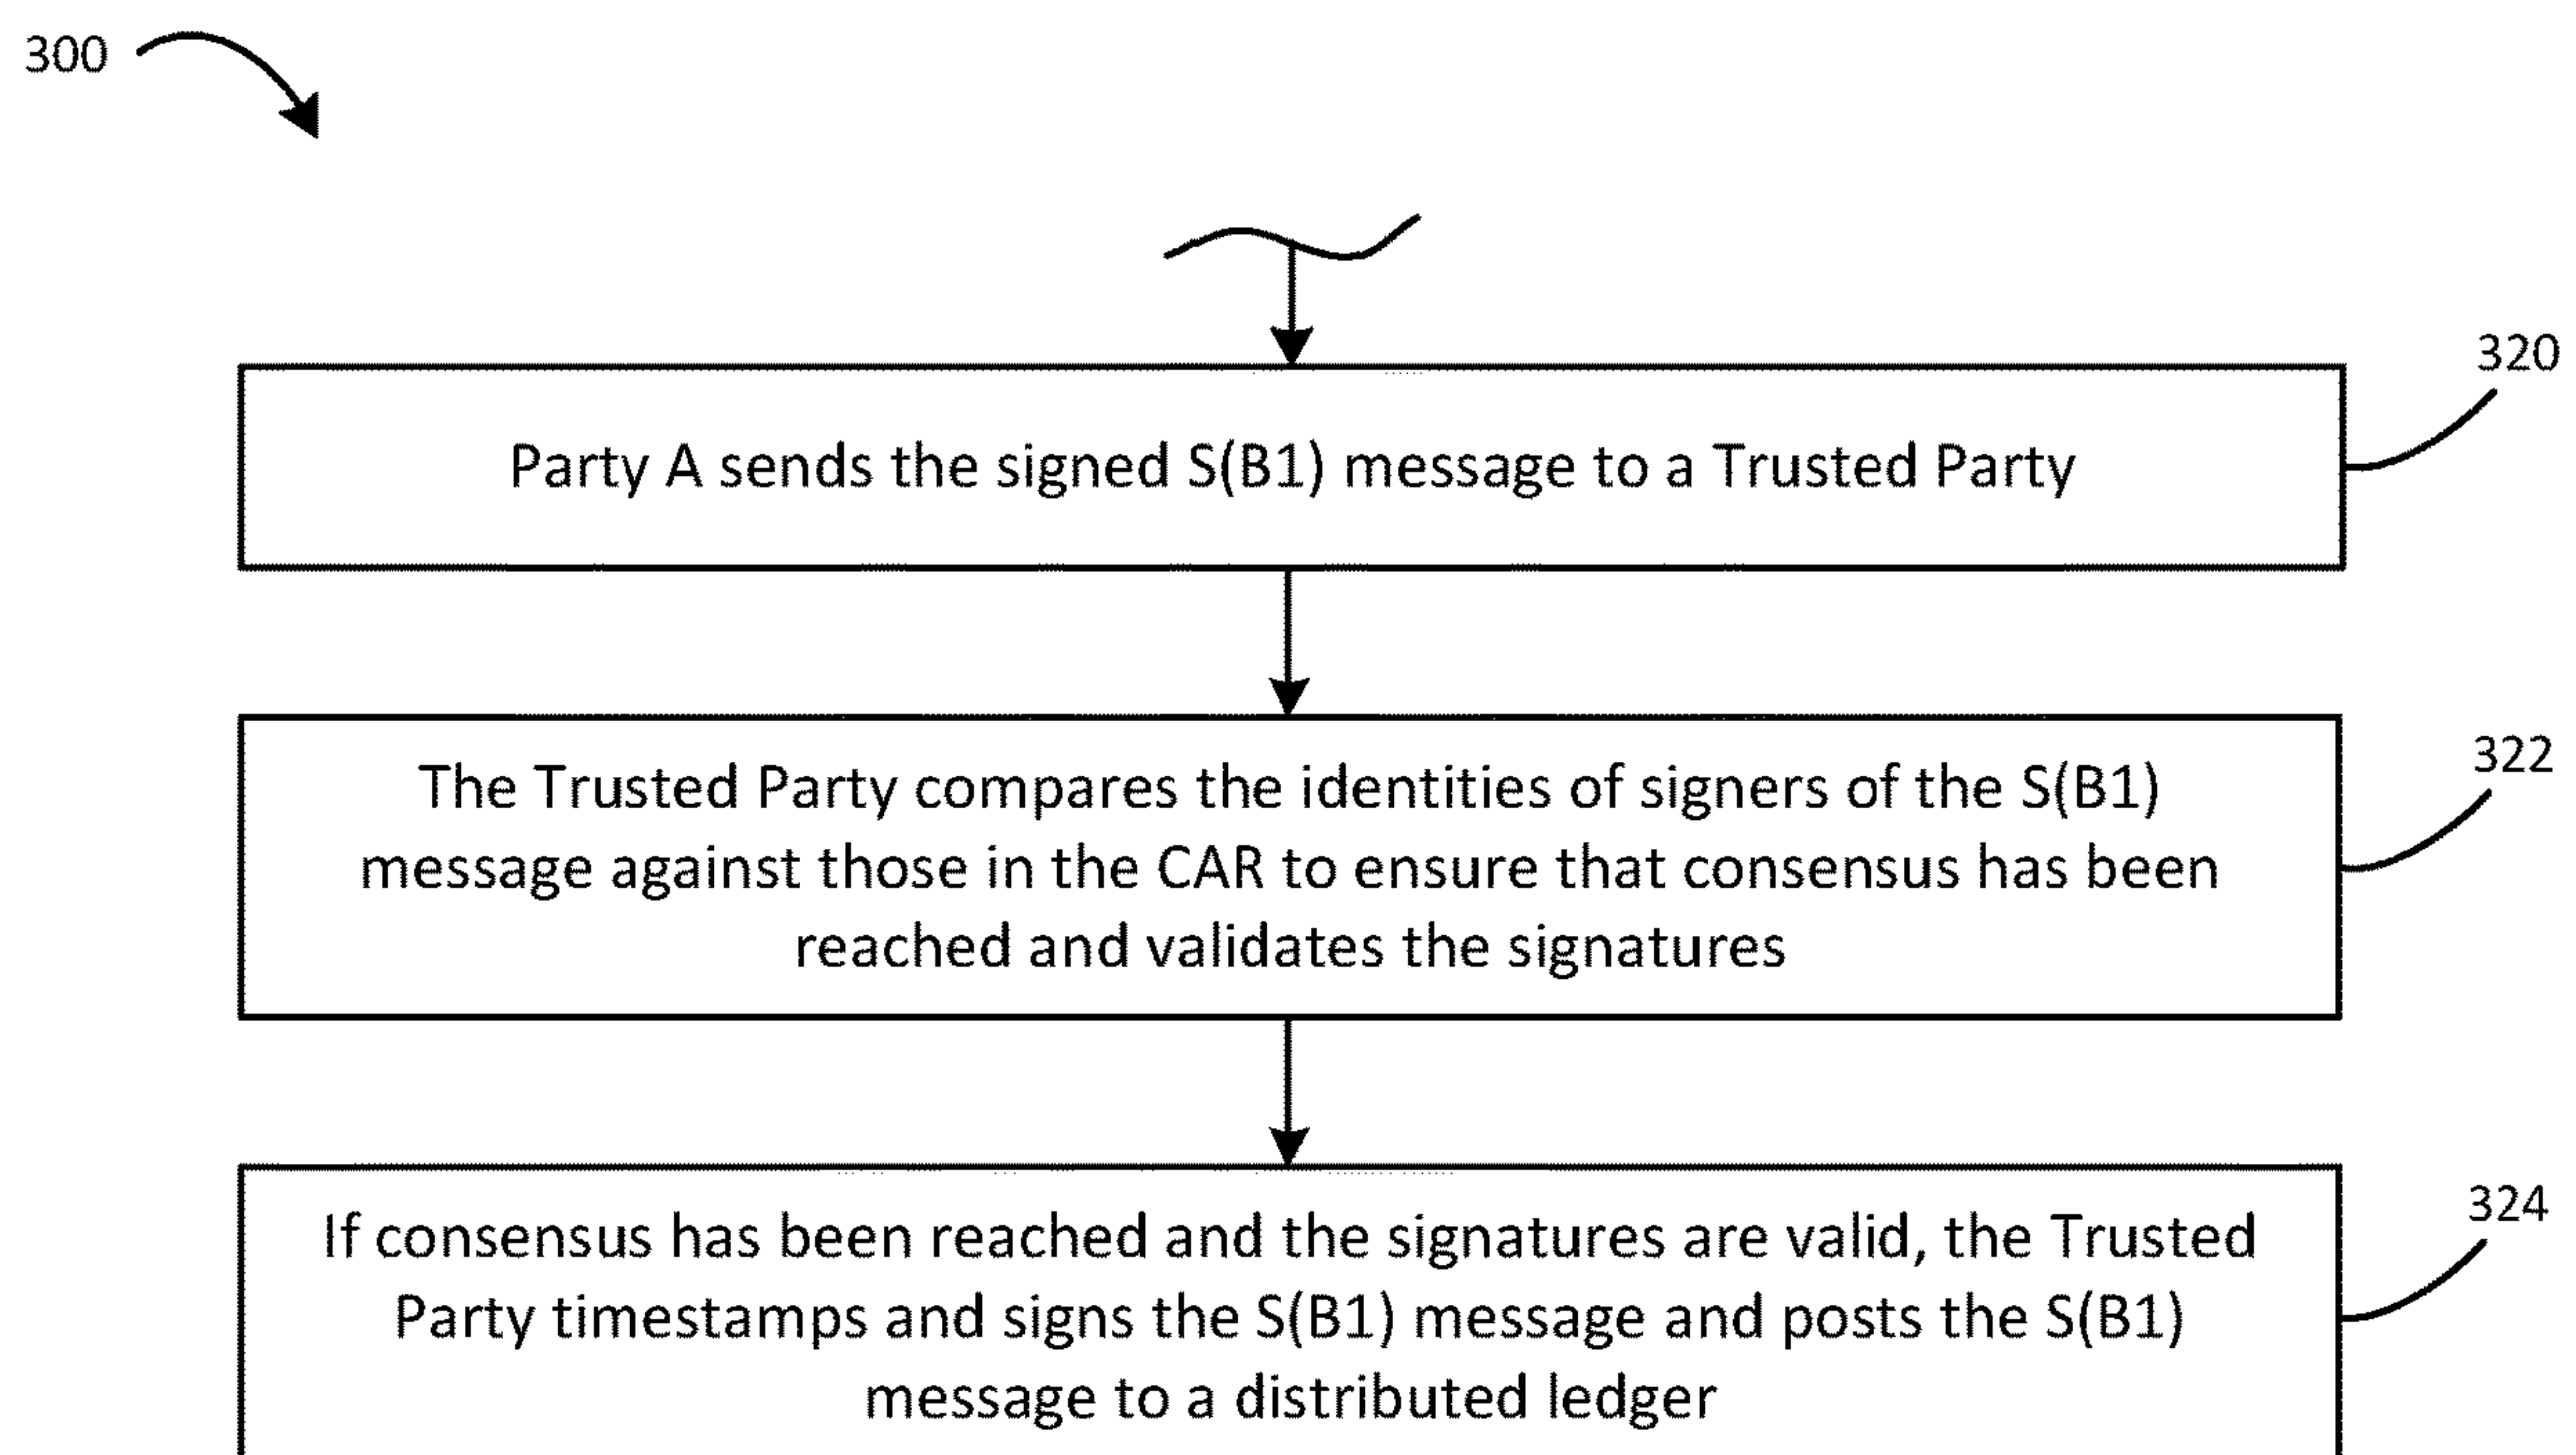 300
320
Party A sends the signed S(B1) message to a Trusted Party
322
The Trusted Party compares the identities of signers of the S(B1)
message against those in the CAR to ensure that consensus has been
reached and validates the signatures
324
If consensus has been reached and the signatures are valid, the Trusted
Party timestamps and signs the S(B1) message and posts the S(B1)
message to a distributed ledger